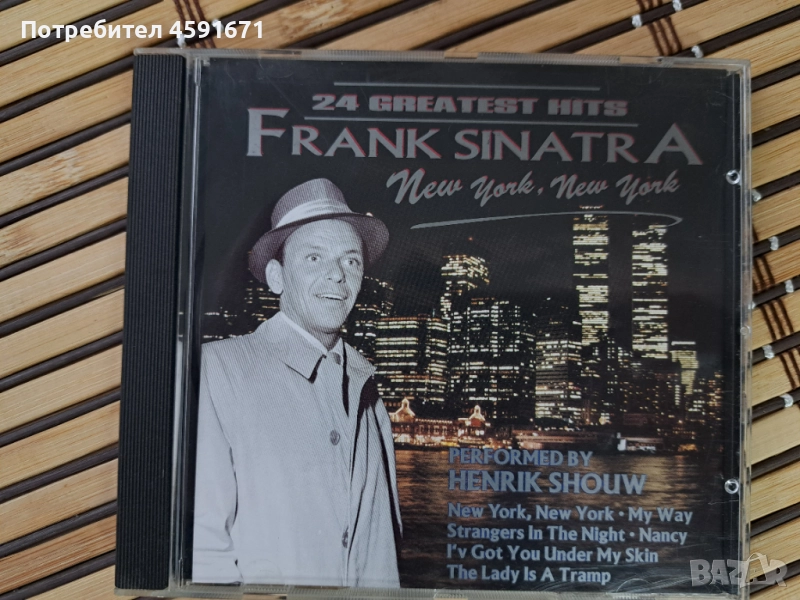 Потребител 4591671
24 GREATEST HITS
FRANK SINATRA
New York, New York
PERFORMED BY
HENRIK SHOUW
New York, New York • My Way
Strangers In The Night • Nancy
I'v Got You Under My Skin
The Lady Is A Tramp
BAZAR